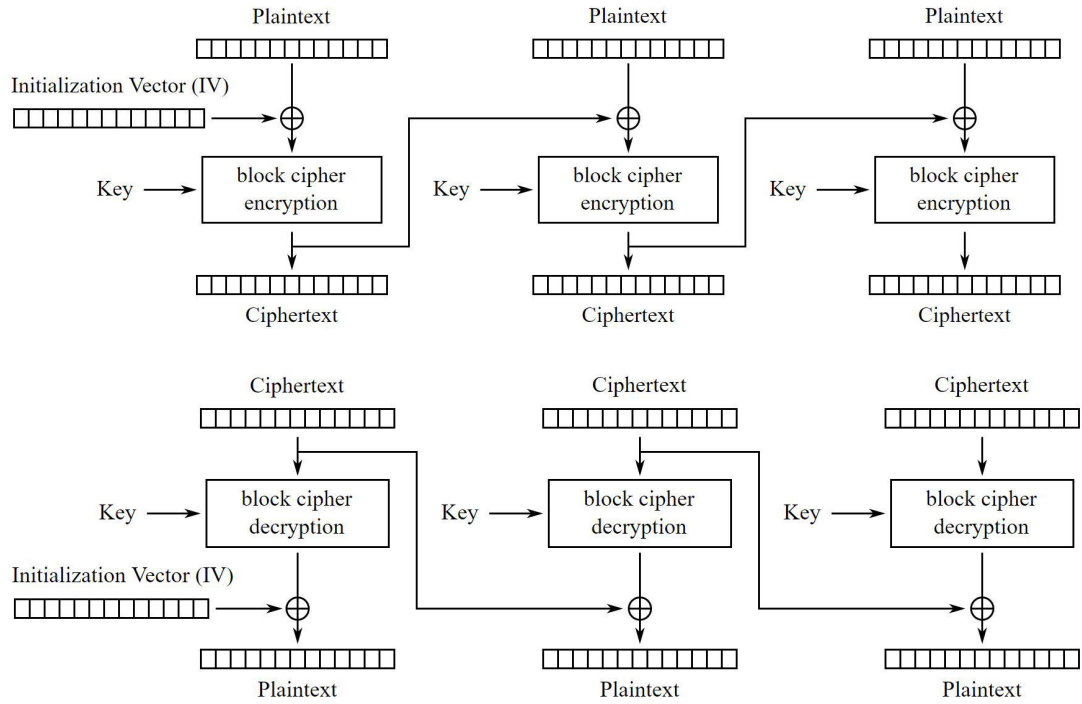 Plaintext Plaintext Plaintext
Initialization Vector (IV)
Key block cipher encryption Key block cipher encryption Key block cipher encryption
Ciphertext Ciphertext Ciphertext
Ciphertext Ciphertext Ciphertext
Key block cipher decryption Key block cipher decryption Key block cipher decryption
Initialization Vector (IV)
Plaintext Plaintext Plaintext